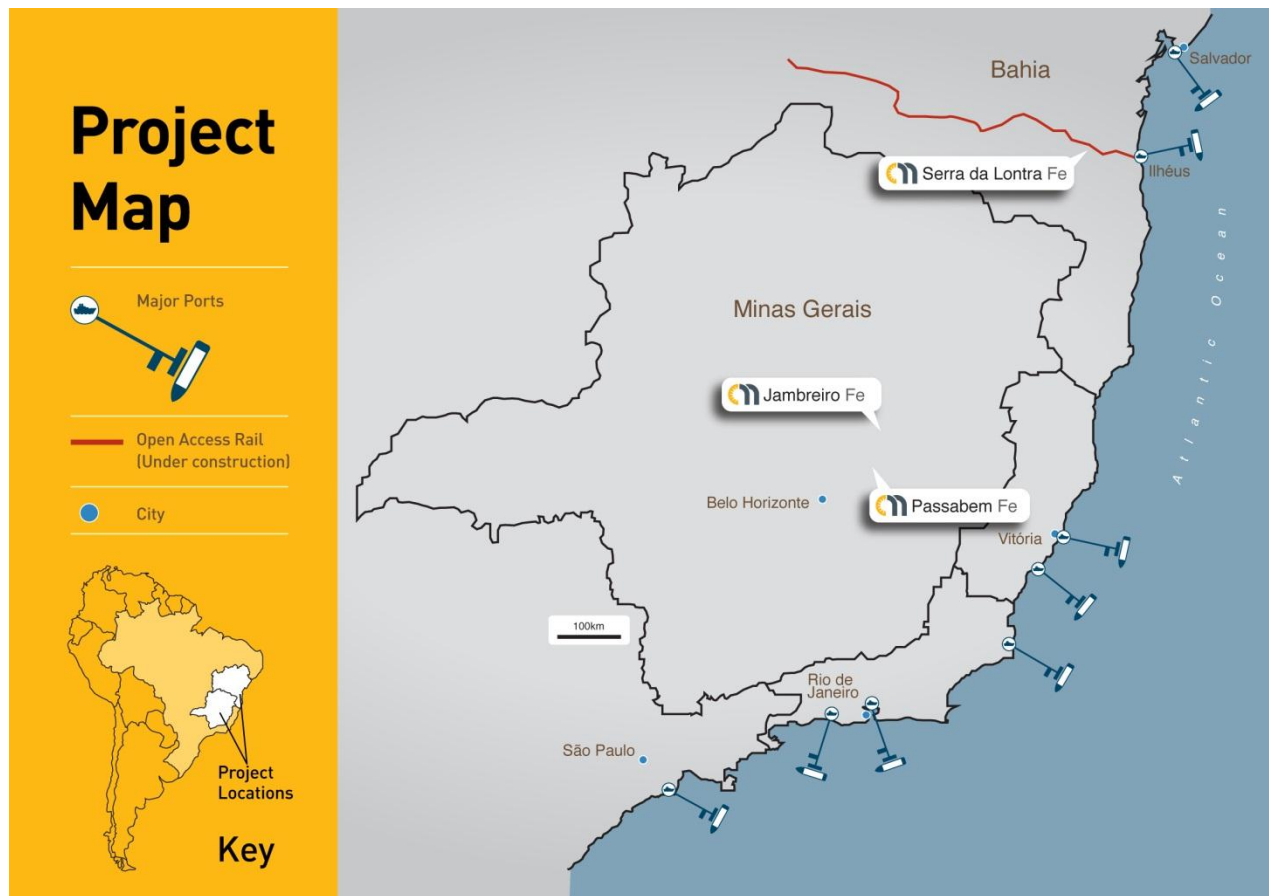 Project
Map
Major Ports
Open Access Rail
(Under construction)
City
Project
Locations
Key
Bahia
Salvador
Serra da Lontra Fe
Ilhéus
Minas Gerais
Atlantic Ocean
Jambreiro Fe
Belo Horizonte
Passabem Fe
Vitória
100km
Rio de
Janeiro
São Paulo